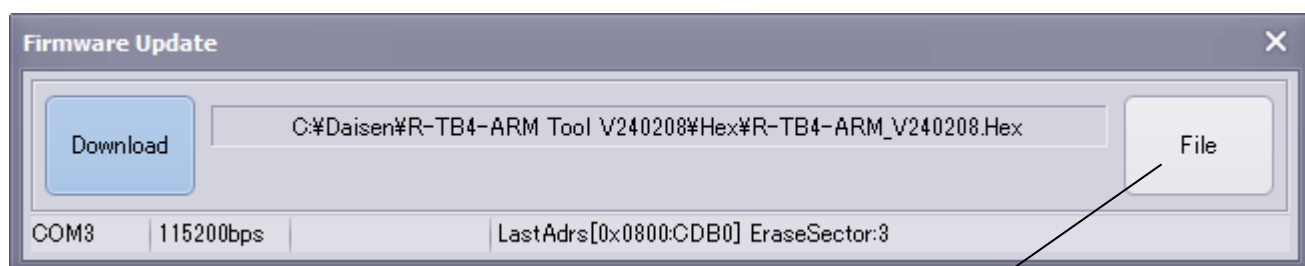 Firmware Update
Download
C:¥Daisen¥R-TB4-ARM Tool V240208¥Hex¥R-TB4-ARM_V240208.Hex
File
COM3 115200bps LastAdrs[0x0800:CDB0] EraseSector:3